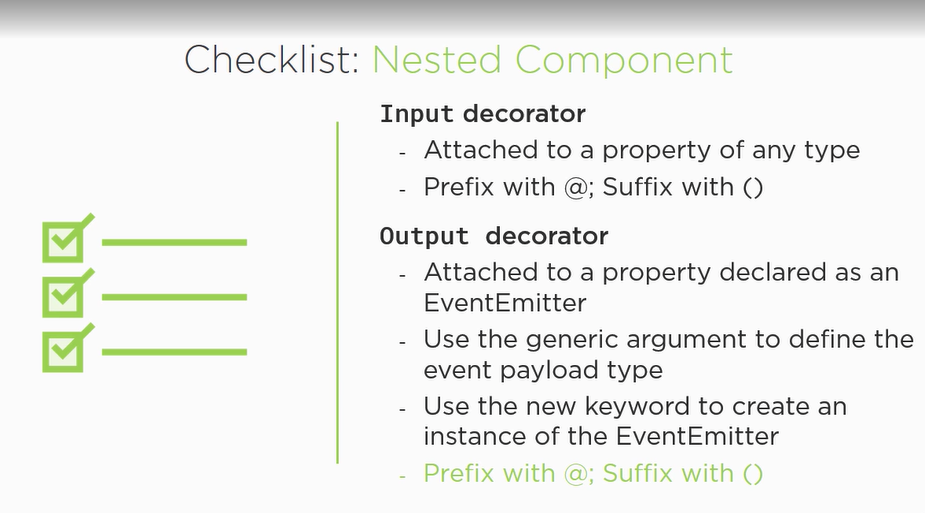 Checklist: Nested Component
Input decorator
- Attached to a property of any type
- Prefix with @; Suffix with ()
Output decorator
- Attached to a property declared as an
EventEmitter
- Use the generic argument to define the
event payload type
- Use the new keyword to create an
instance of the EventEmitter
- Prefix with @; Suffix with ()